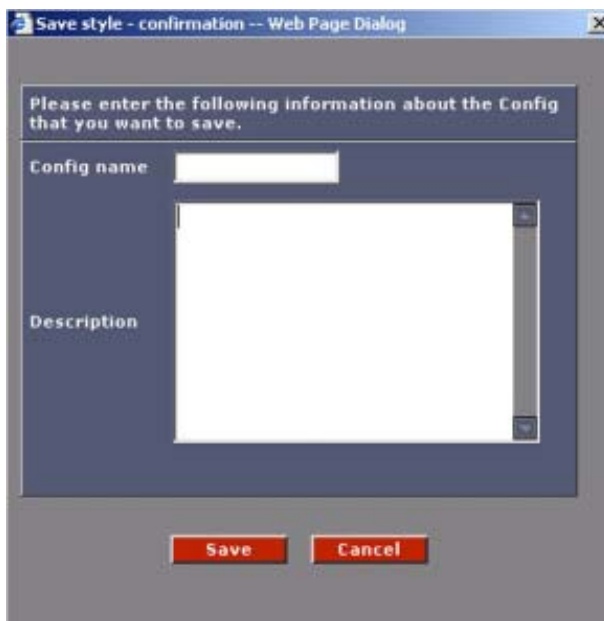 Save style - confirmation -- Web Page Dialog
Please enter the following information about the Config
that you want to save.
Config name
Description
Save
Cancel